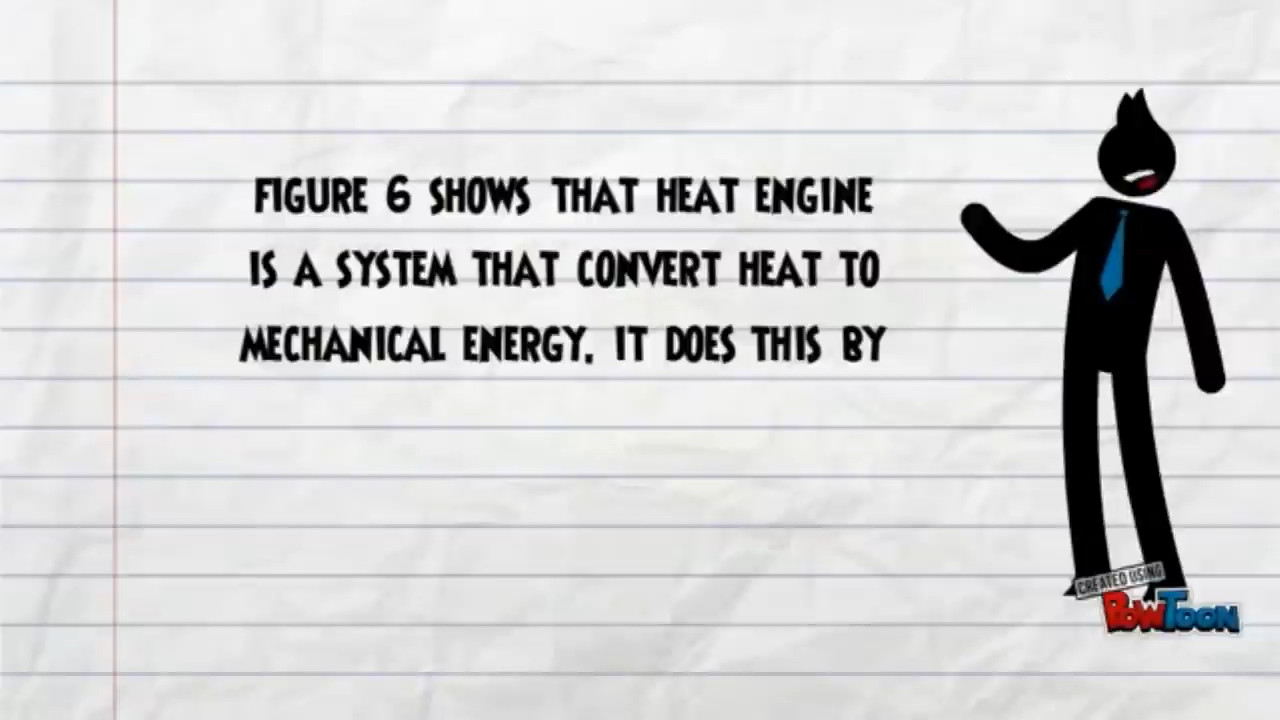 FIGURE 6 SHOWS THAT HEAT ENGINE
IS A SYSTEM THAT CONVERT HEAT TO
MECHANICAL ENERGY. IT DOES THIS BY
CREATED USING
POWTOON